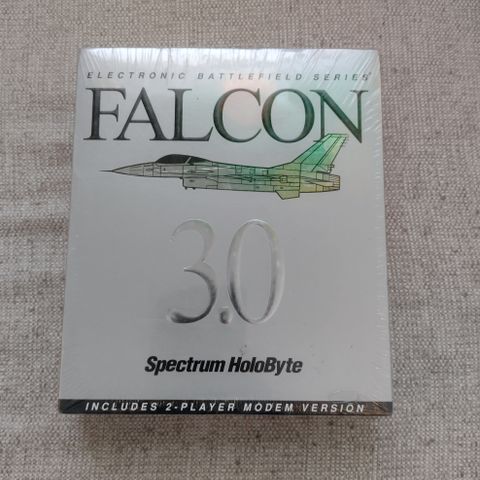 ELECTRONIC BATTLEFIELD SERIES
FALCON
3.0
Spectrum HoloByte
INCLUDES 2-PLAYER MODEM VERSION